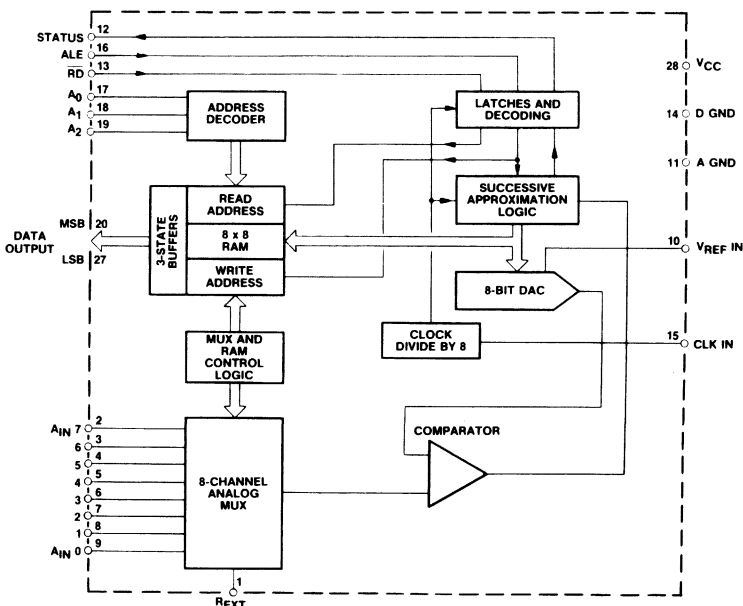 STATUS 12
ALE 16
RD 13
A0 17
A1 18
A2 19
ADDRESS
DECODER
LATCHES AND
DECODING
28 VCC
14 D GND
11 A GND
DATA
OUTPUT
MSB 20
LSB 27
3-STATE
BUFFERS
READ
ADDRESS
8 x 8
RAM
WRITE
ADDRESS
SUCCESSIVE
APPROXIMATION
LOGIC
10 VREF IN
8-BIT DAC
MUX AND
RAM
CONTROL
LOGIC
CLOCK
DIVIDE BY 8
15 CLK IN
AIN 7 2
6 3
5 4
4 5
3 6
2 7
1 8
AIN 0 9
8-CHANNEL
ANALOG
MUX
COMPARATOR
1
REXT